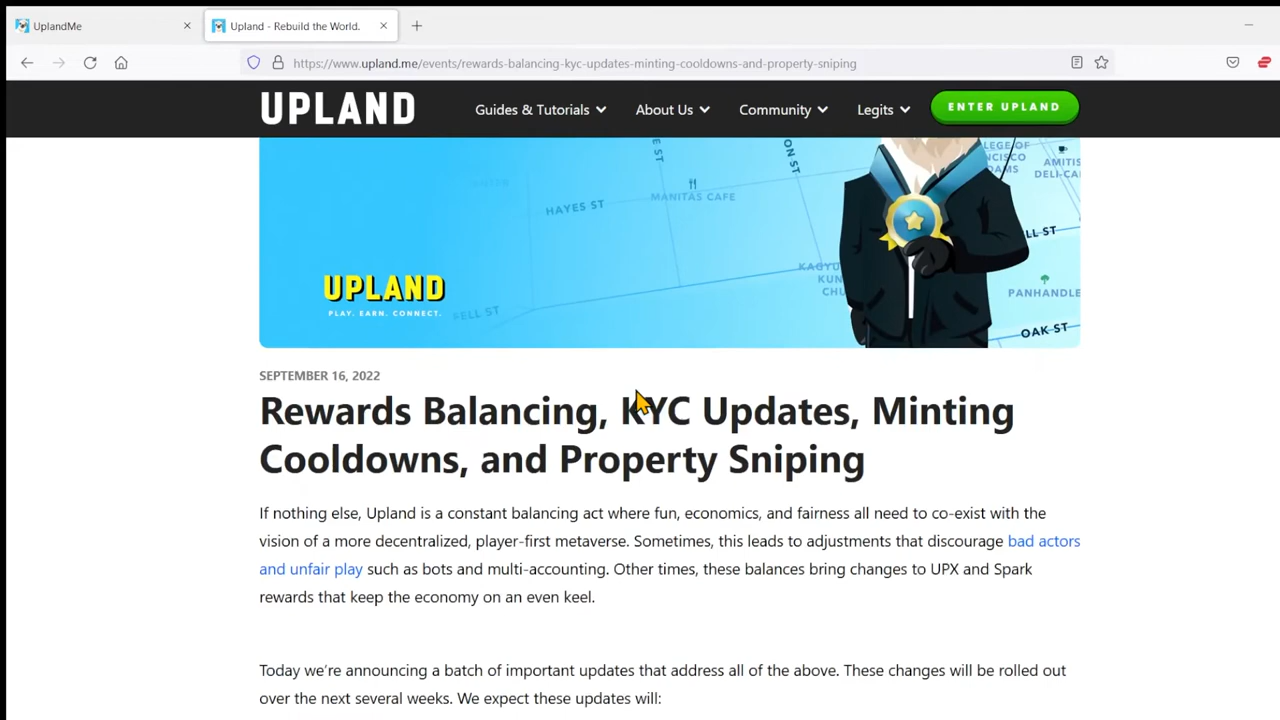 UplandMe
Upland - Rebuild the World.
https://www.upland.me/events/rewards-balancing-kyc-updates-minting-cooldowns-and-property-sniping
UPLAND
Guides & Tutorials
About Us
Community
Legits
ENTER UPLAND
HAYES ST
MANITAS CAFE
ON ST
E ST
LEGE OF
NCISCO
DAMS
AMITIS
DELI-CA
LL ST
KAGYU
KUN
CHU
PANHANDLE
UPLAND
PLAY. EARN. CONNECT.
FELL ST
OAK ST
SEPTEMBER 16, 2022
Rewards Balancing, KYC Updates, Minting
Cooldowns, and Property Sniping
If nothing else, Upland is a constant balancing act where fun, economics, and fairness all need to co-exist with the
vision of a more decentralized, player-first metaverse. Sometimes, this leads to adjustments that discourage bad actors
and unfair play such as bots and multi-accounting. Other times, these balances bring changes to UPX and Spark
rewards that keep the economy on an even keel.
Today we're announcing a batch of important updates that address all of the above. These changes will be rolled out
over the next several weeks. We expect these updates will: